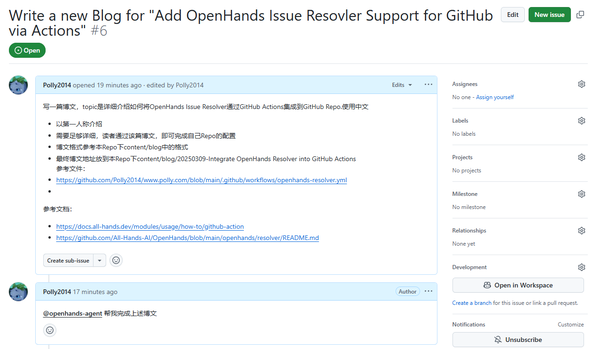 Write a new Blog for "Add OpenHands Issue Resovler Support for GitHub
via Actions" #6
Edit
New issue
Open
Polly2014 opened 19 minutes ago · edited by Polly2014
Edits
写一篇博文，topic是详细介绍如何将OpenHands Issue Resolver通过GitHub Actions集成到GitHub Repo.使用中文
以第一人称介绍
需要足够详细，读者通过该篇博文，即可完成自己Repo的配置
博文格式参考本Repo下content/blog中的格式
最终博文地址放到本Repo下content/blog/20250309-Integrate OpenHands Resolver into GitHub Actions
参考文件：
https://github.com/Polly2014/www.polly.com/blob/main/.github/workflows/openhands-resolver.yml
参考文档：
https://docs.all-hands.dev/modules/usage/how-to/github-action
https://github.com/All-Hands-AI/OpenHands/blob/main/openhands/resolver/README.md
Create sub-issue
Polly2014 17 minutes ago
Author
@openhands-agent 帮我完成上述博文
Assignees
No one - Assign yourself
Labels
No labels
Projects
No projects
Milestone
No milestone
Relationships
None yet
Development
Open in Workspace
Create a branch for this issue or link a pull request.
Notifications
Customize
Unsubscribe